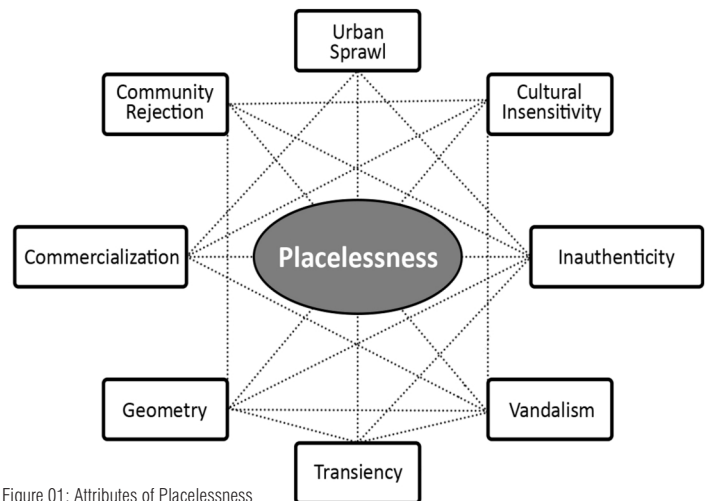 Urban
Sprawl
Community
Rejection
Cultural
Insensitivity
Commercialization
Placelessness
Inauthenticity
Geometry
Vandalism
Transiency
Figure 01: Attributes of Placelessness